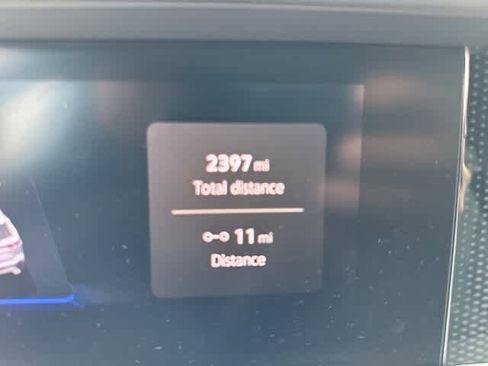 2397 mi
Total distance
11 mi
Distance